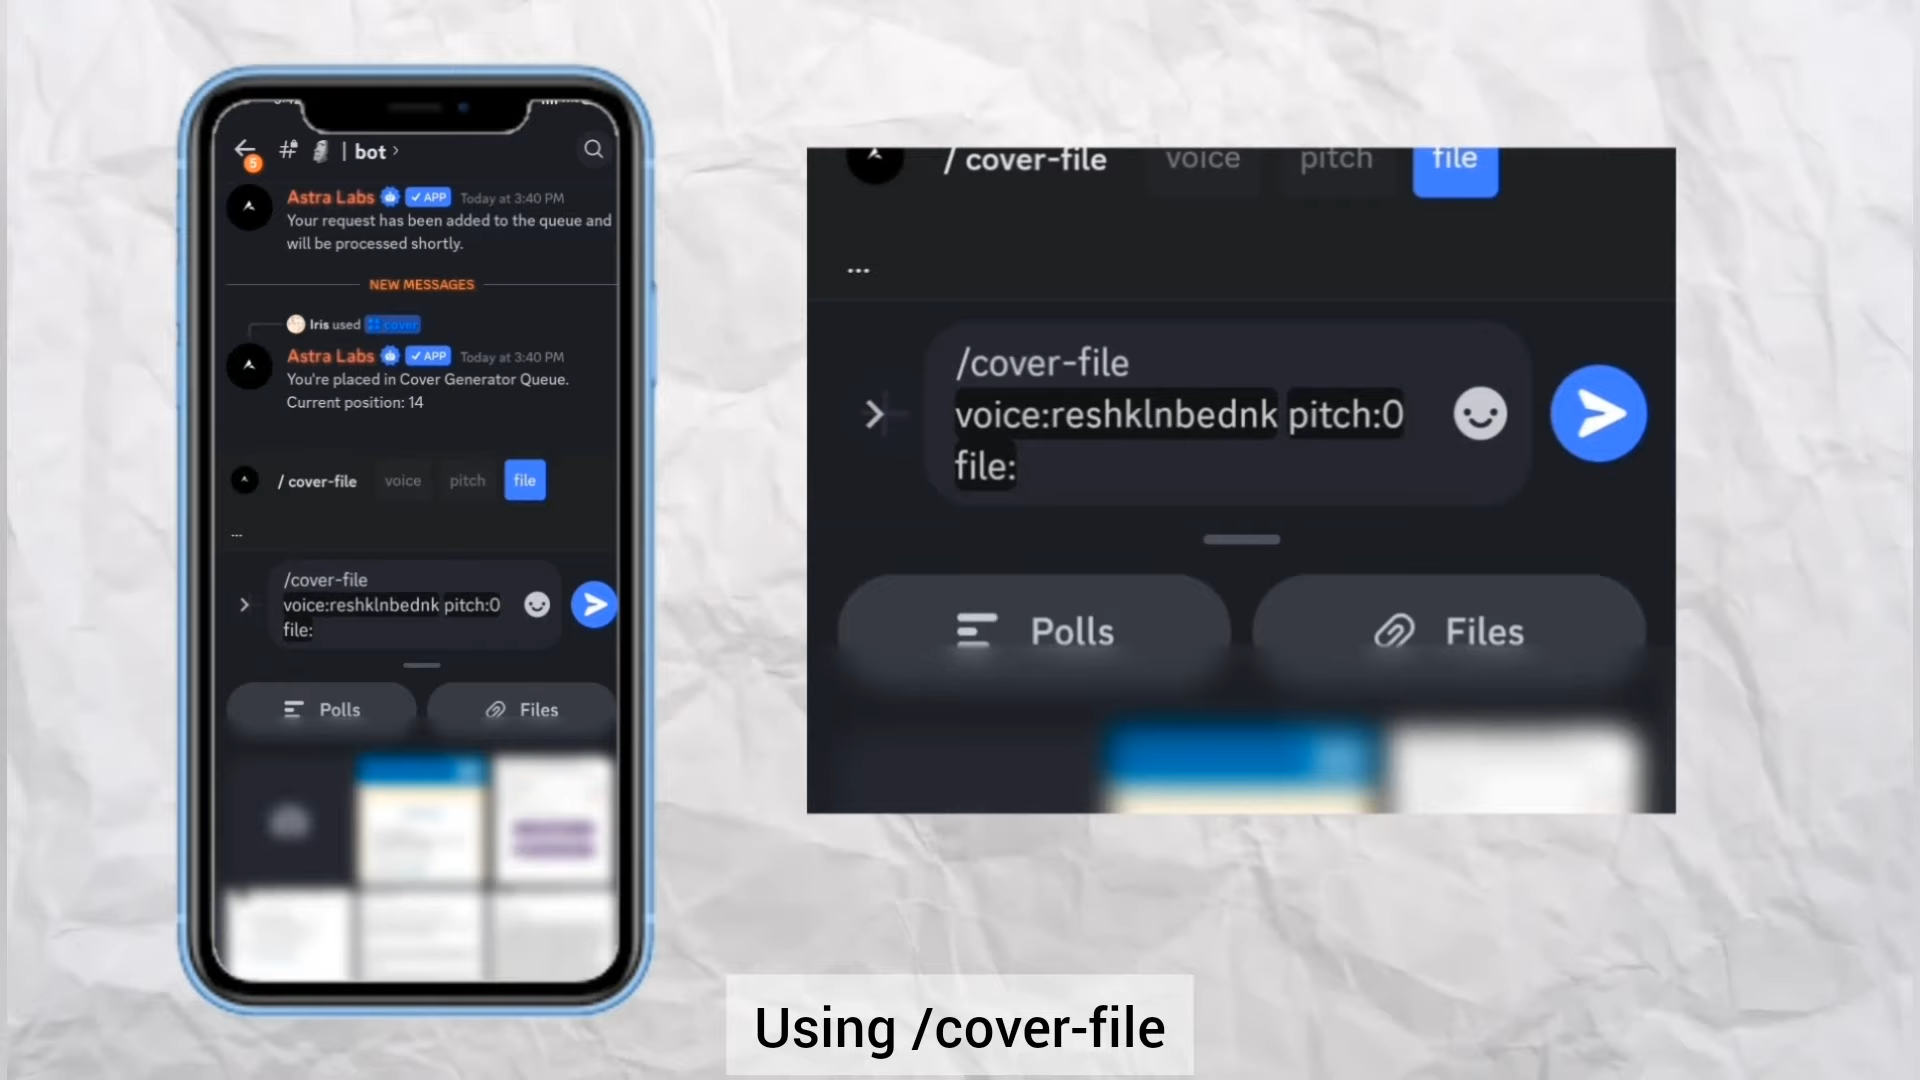 5
| bot
Astra Labs APP Today at 3:40 PM
Your request has been added to the queue and
will be processed shortly.
NEW MESSAGES
Iris used cover
Astra Labs APP Today at 3:40 PM
You're placed in Cover Generator Queue.
Current position: 14
/ cover-file voice pitch file
...
/cover-file
voice:reshklnbednk pitch:0
file:
Polls
Files
/ cover-file voice pitch file
...
/cover-file
voice:reshklnbednk pitch:0
file:
Polls
Files
Using /cover-file